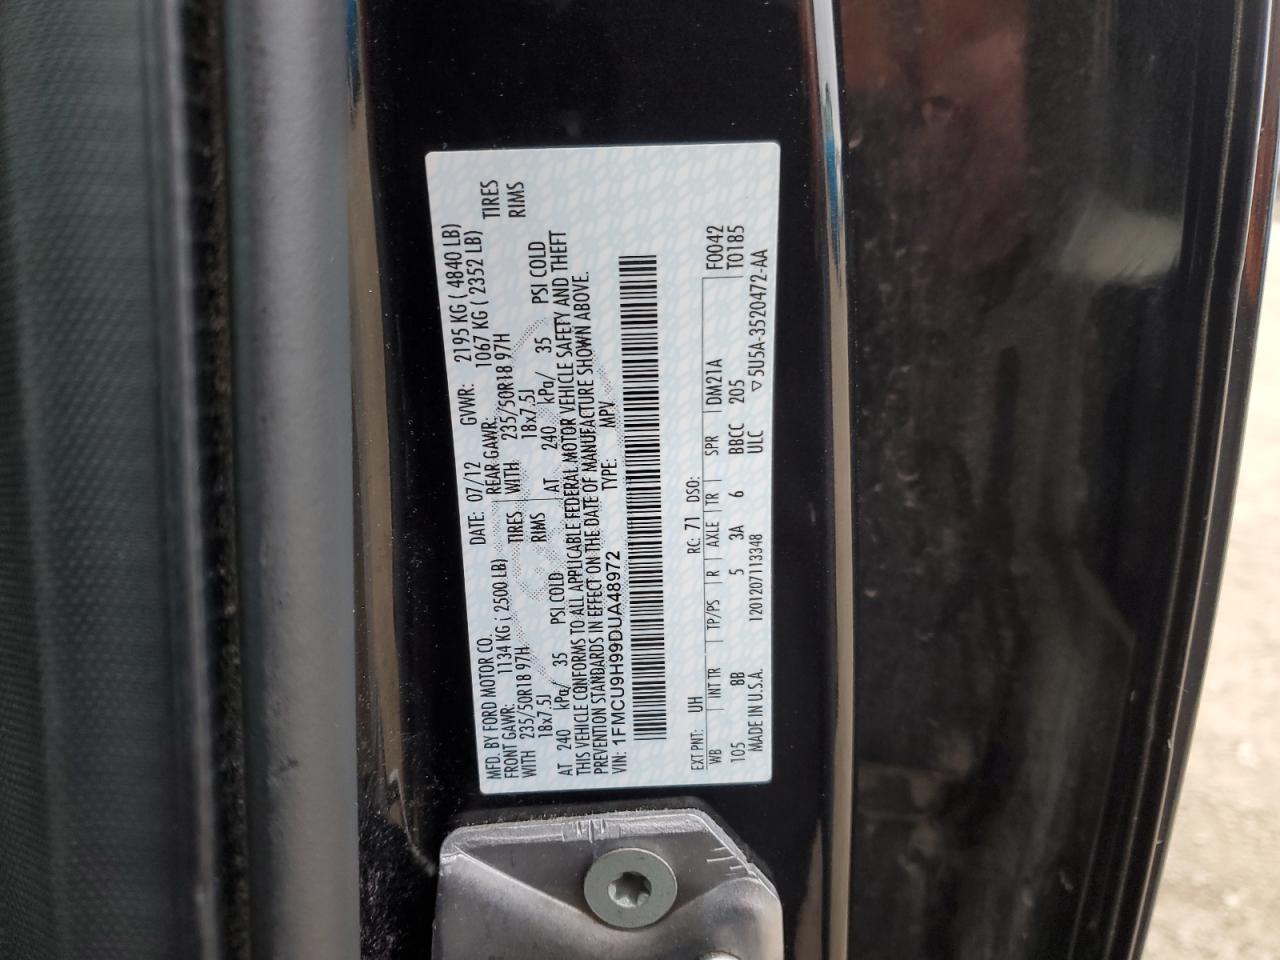 MFD. BY FORD MOTOR CO. DATE: 07/12 GVWR: 2195 KG ( 4840 LB)
FRONT GAWR: 1134 KG ¡ 2500 LB) REAR GAWR: 1067 KG ( 2352 LB)
WITH 235/50R18 97H TIRES WITH 235/50R18 97H TIRES
18x7.5J RIMS 18x7.5J RIMS
AT 240 kPa/ 35 PSI COLD AT 240 kPa/ 35 PSI COLD
THIS VEHICLE CONFORMS TO ALL APPLICABLE FEDERAL MOTOR VEHICLE SAFETY AND THEFT
PREVENTION STANDARDS IN EFFECT ON THE DATE OF MANUFACTURE SHOWN ABOVE.
VIN: 1FMCU9H99DUA48972 TYPE: MPV
EXT PNT: UH RC: 71 DSO: F0042
WB INT TR TP/PS R AXLE TR SPR DM21A T0185
105 BB 5 3A 6 BBCC 205
MADE IN U.S.A. 1201207113348 ULC ▽5U5A-3520472-AA